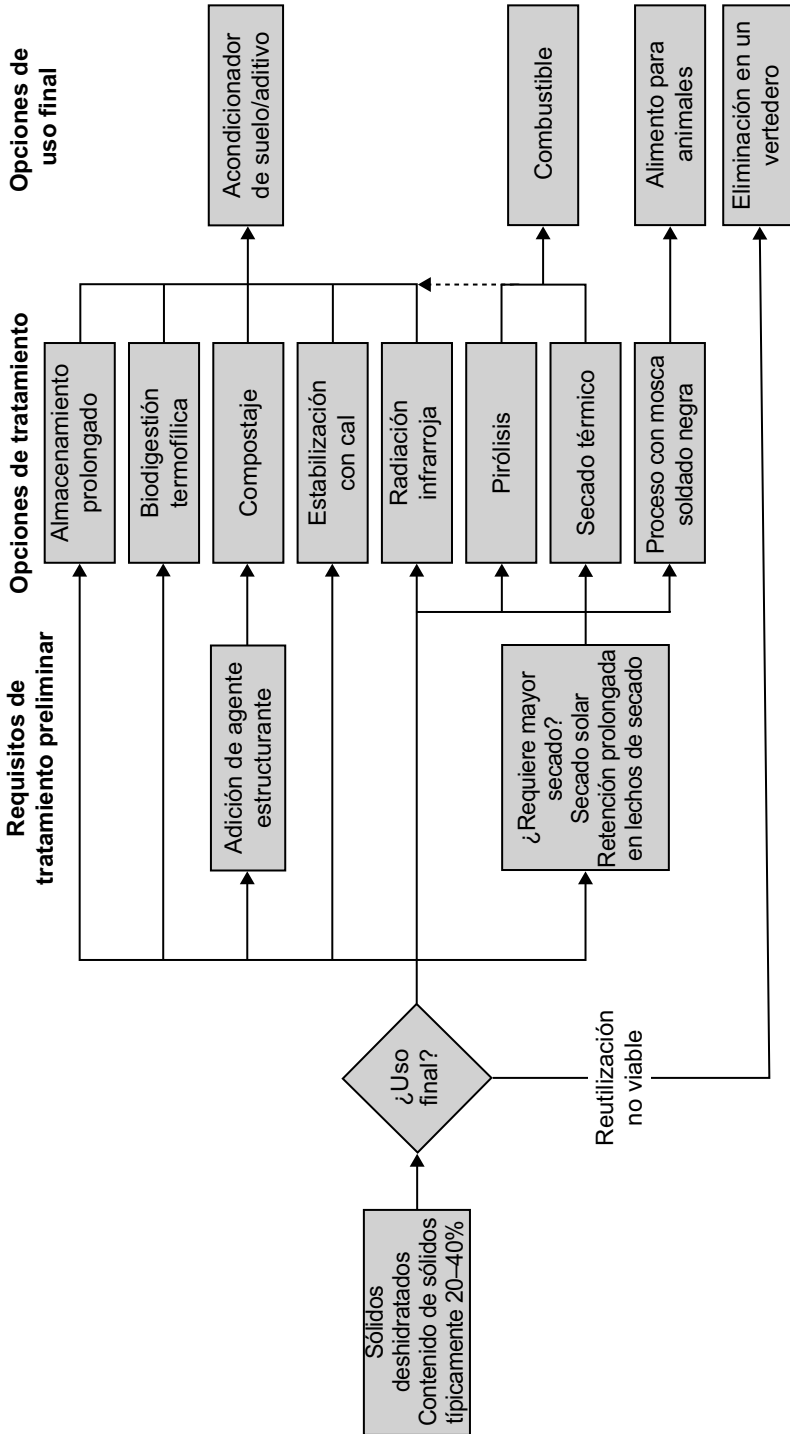 Requisitos de
tratamiento preliminar
Opciones de tratamiento
Opciones de
uso final
Sólidos
deshidratados
Contenido de sólidos
típicamente 20–40%
¿Uso
final?
Reutilización
no viable
Adición de agente
estructurante
¿Requiere mayor
secado?
Secado solar
Retención prolongada
en lechos de secado
Almacenamiento
prolongado
Biodigestión
termofílica
Compostaje
Estabilización
con cal
Radiación
infrarroja
Pirólisis
Secado térmico
Proceso con mosca
soldado negra
Acondicionador
de suelo/aditivo
Combustible
Alimento para
animales
Eliminación en un
vertedero